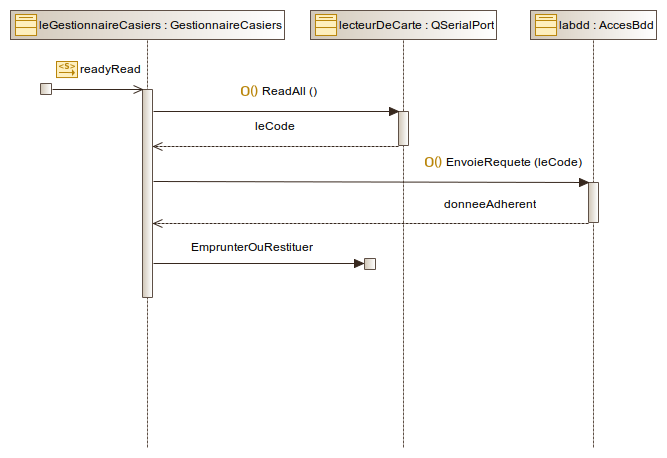 leGestionnaireCasiers : GestionnaireCasiers
lecteurDeCarte : QSerialPort
labdd : AccesBdd
<S> readyRead
O() ReadAll ()
leCode
O() EnvoieRequete (leCode)
donneeAdherent
EmprunterOuRestituer